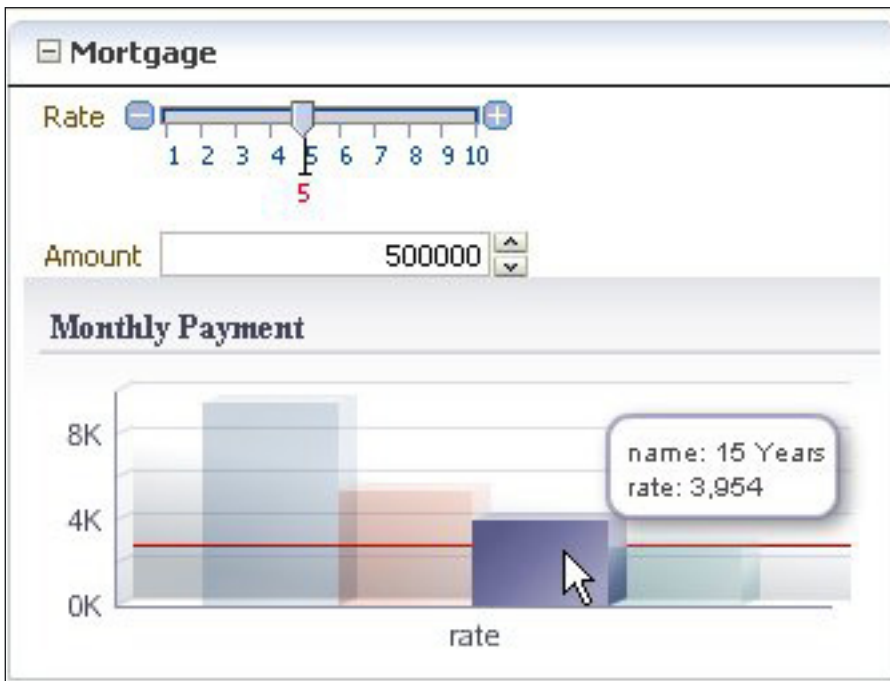 Mortgage
Rate
1 2 3 4 5 6 7 8 9 10
5
Amount 500000
Monthly Payment
8K
name: 15 Years
rate: 3,954
4K
0K
rate